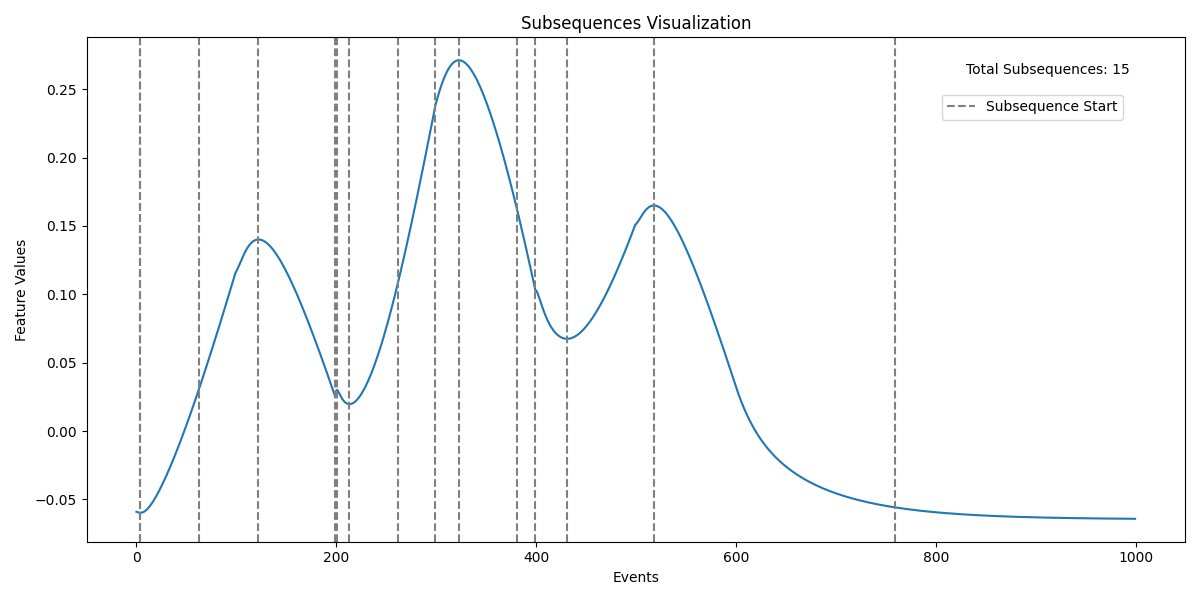 Subsequences Visualization
Total Subsequences: 15
Subsequence Start
Feature Values
0.25
0.20
0.15
0.10
0.05
0.00
−0.05
0
200
400
600
800
1000
Events